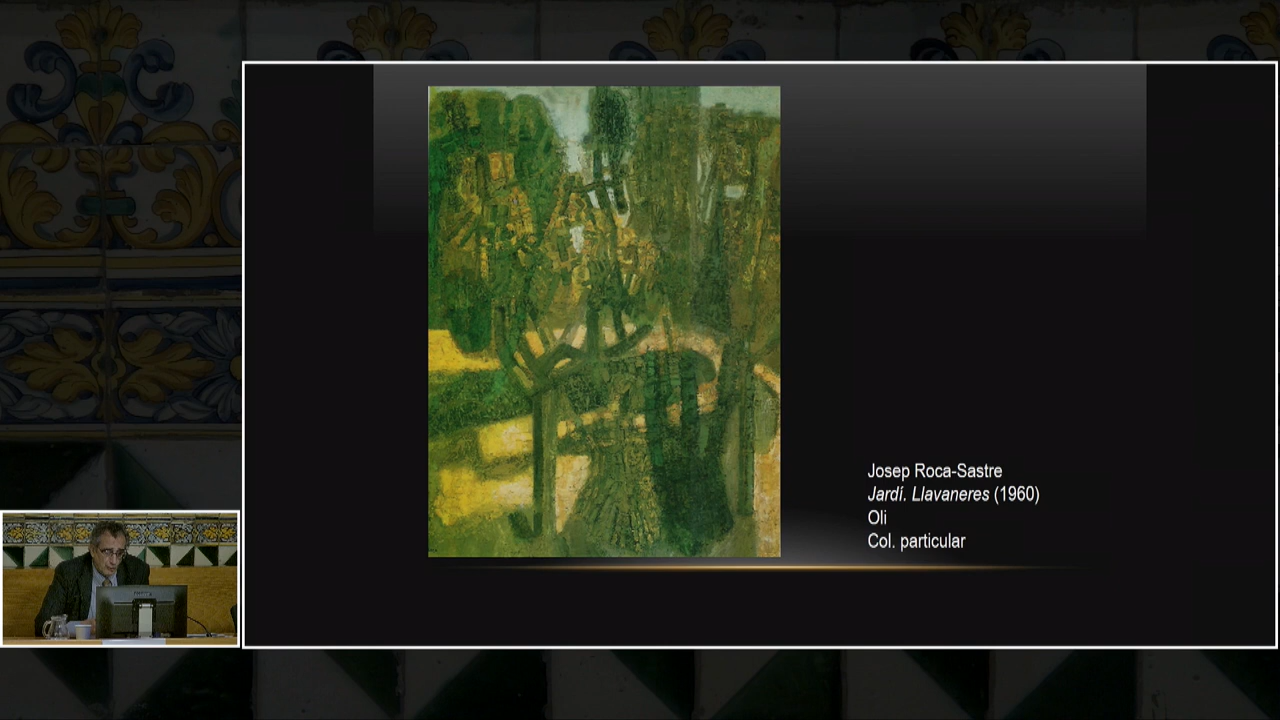 Josep Roca-Sastre
Jardí. Llavaneres (1960)
Oli
Col. particular